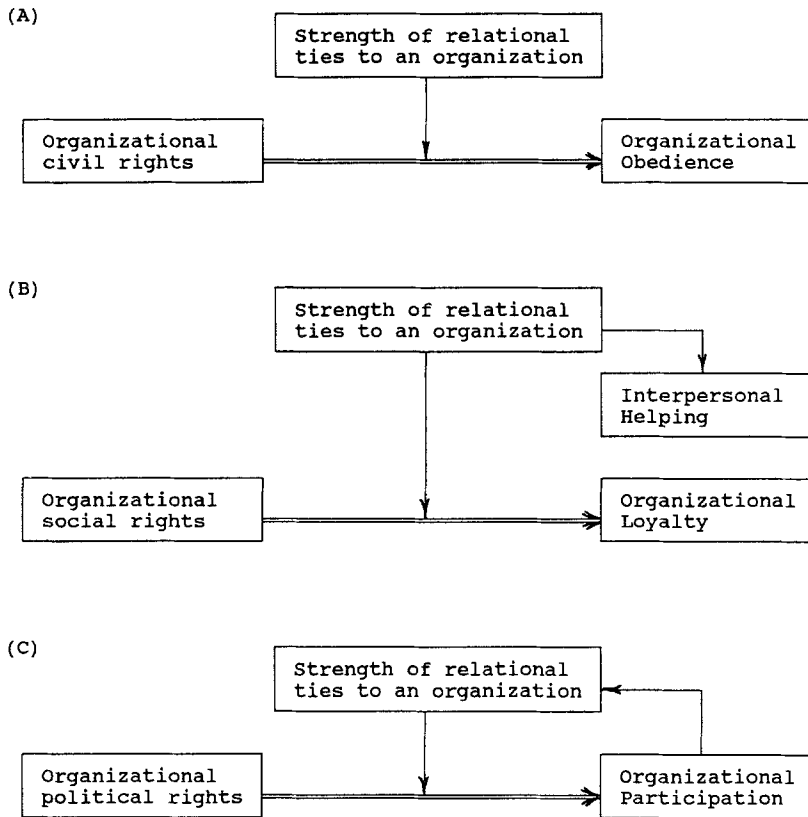 (A)
Strength of relational
ties to an organization
Organizational
civil rights
Organizational
Obedience
(B)
Strength of relational
ties to an organization
Interpersonal
Helping
Organizational
social rights
Organizational
Loyalty
(C)
Strength of relational
ties to an organization
Organizational
political rights
Organizational
Participation